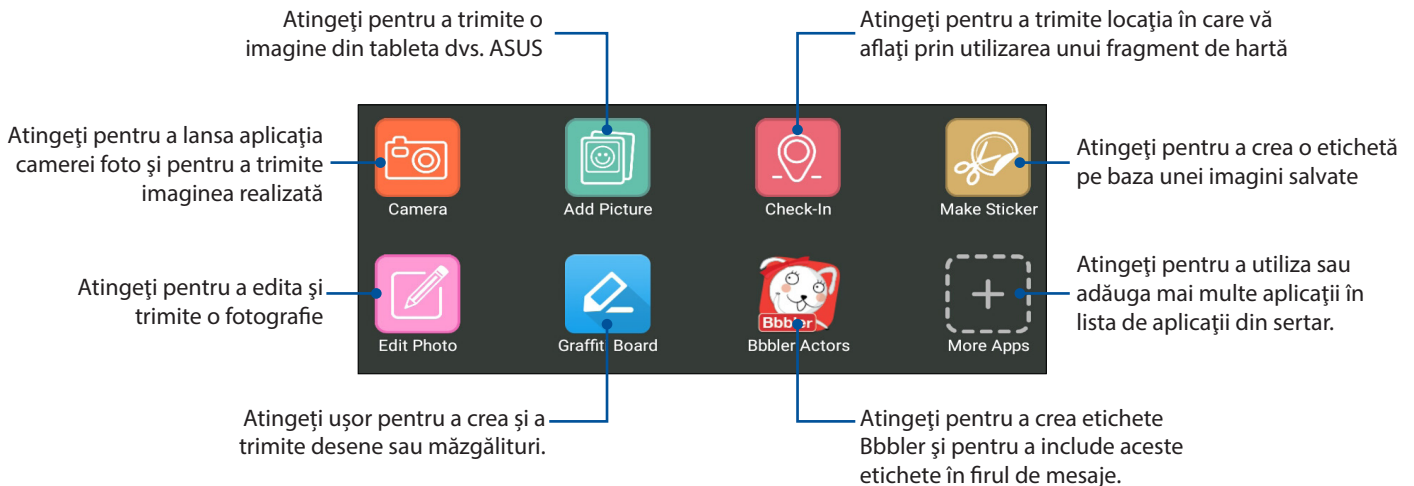 Atingeţi pentru a trimite o
imagine din tableta dvs. ASUS
Atingeţi pentru a trimite locaţia în care vă
aflaţi prin utilizarea unui fragment de hartă
Atingeţi pentru a lansa aplicaţia
camerei foto şi pentru a trimite
imaginea realizată
Camera
Add Picture
Check-In
Make Sticker
Atingeţi pentru a crea o etichetă
pe baza unei imagini salvate
Atingeţi pentru a edita şi
trimite o fotografie
Bbbler
Edit Photo
Graffiti Board
Bbbler Actors
More Apps
Atingeţi pentru a utiliza sau
adăuga mai multe aplicaţii în
lista de aplicaţii din sertar.
Atingeți ușor pentru a crea și a
trimite desene sau măzgălituri.
Atingeţi pentru a crea etichete
Bbbler şi pentru a include aceste
etichete în firul de mesaje.